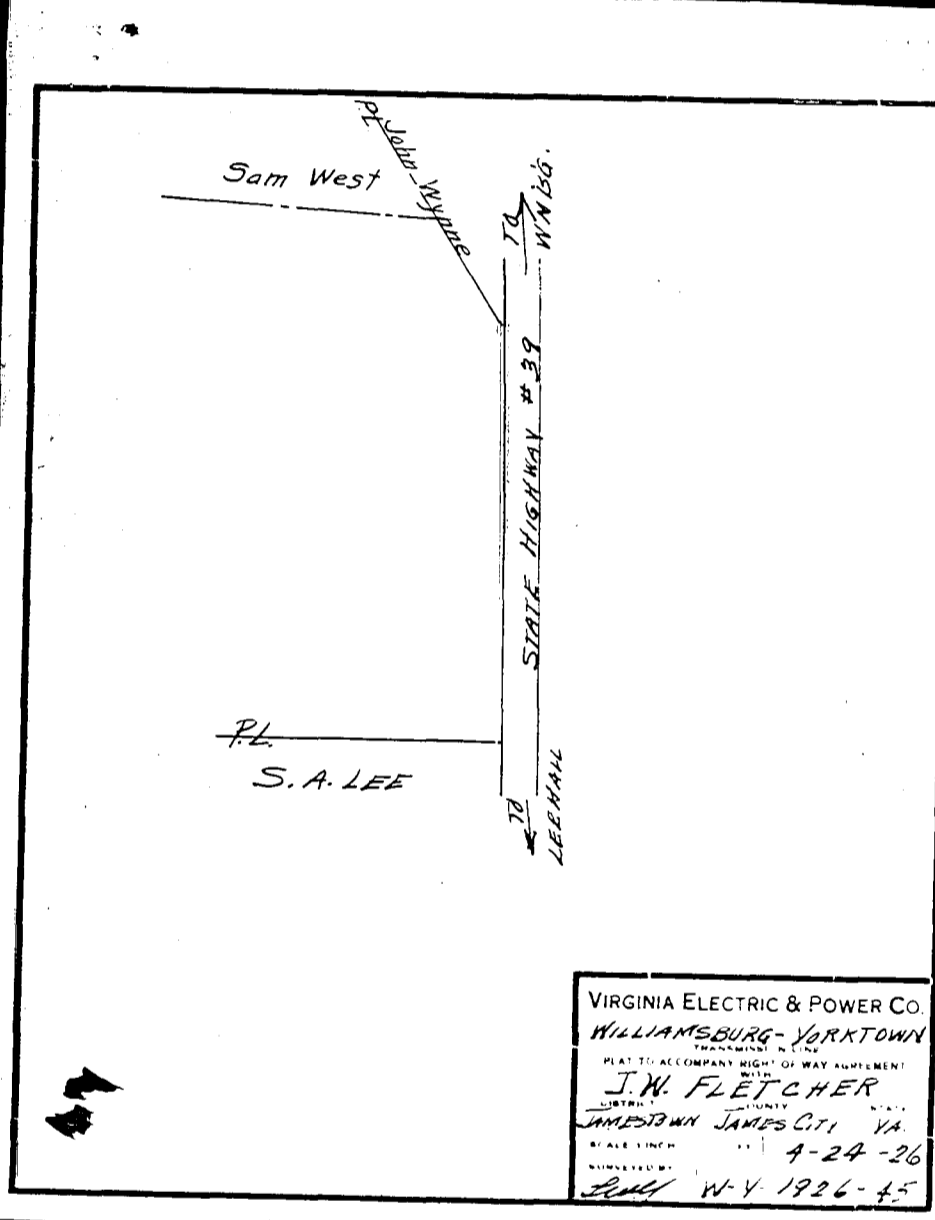 P.L. John-Wynne
Sam West
TO
W'N BG.
STATE HIGHWAY # 39
P.L.
S. A. LEE
TO
LEEHALL
VIRGINIA ELECTRIC & POWER CO.
WILLIAMSBURG - YORKTOWN
TRANSMISSION LINE
PLAT TO ACCOMPANY RIGHT OF WAY AGREEMENT
WITH
J.W. FLETCHER
DISTRICT COUNTY STATE
JAMESTOWN JAMES CITY VA.
SCALE 1 INCH FT 4-24-26
SURVEYED BY
W-Y-1926-45